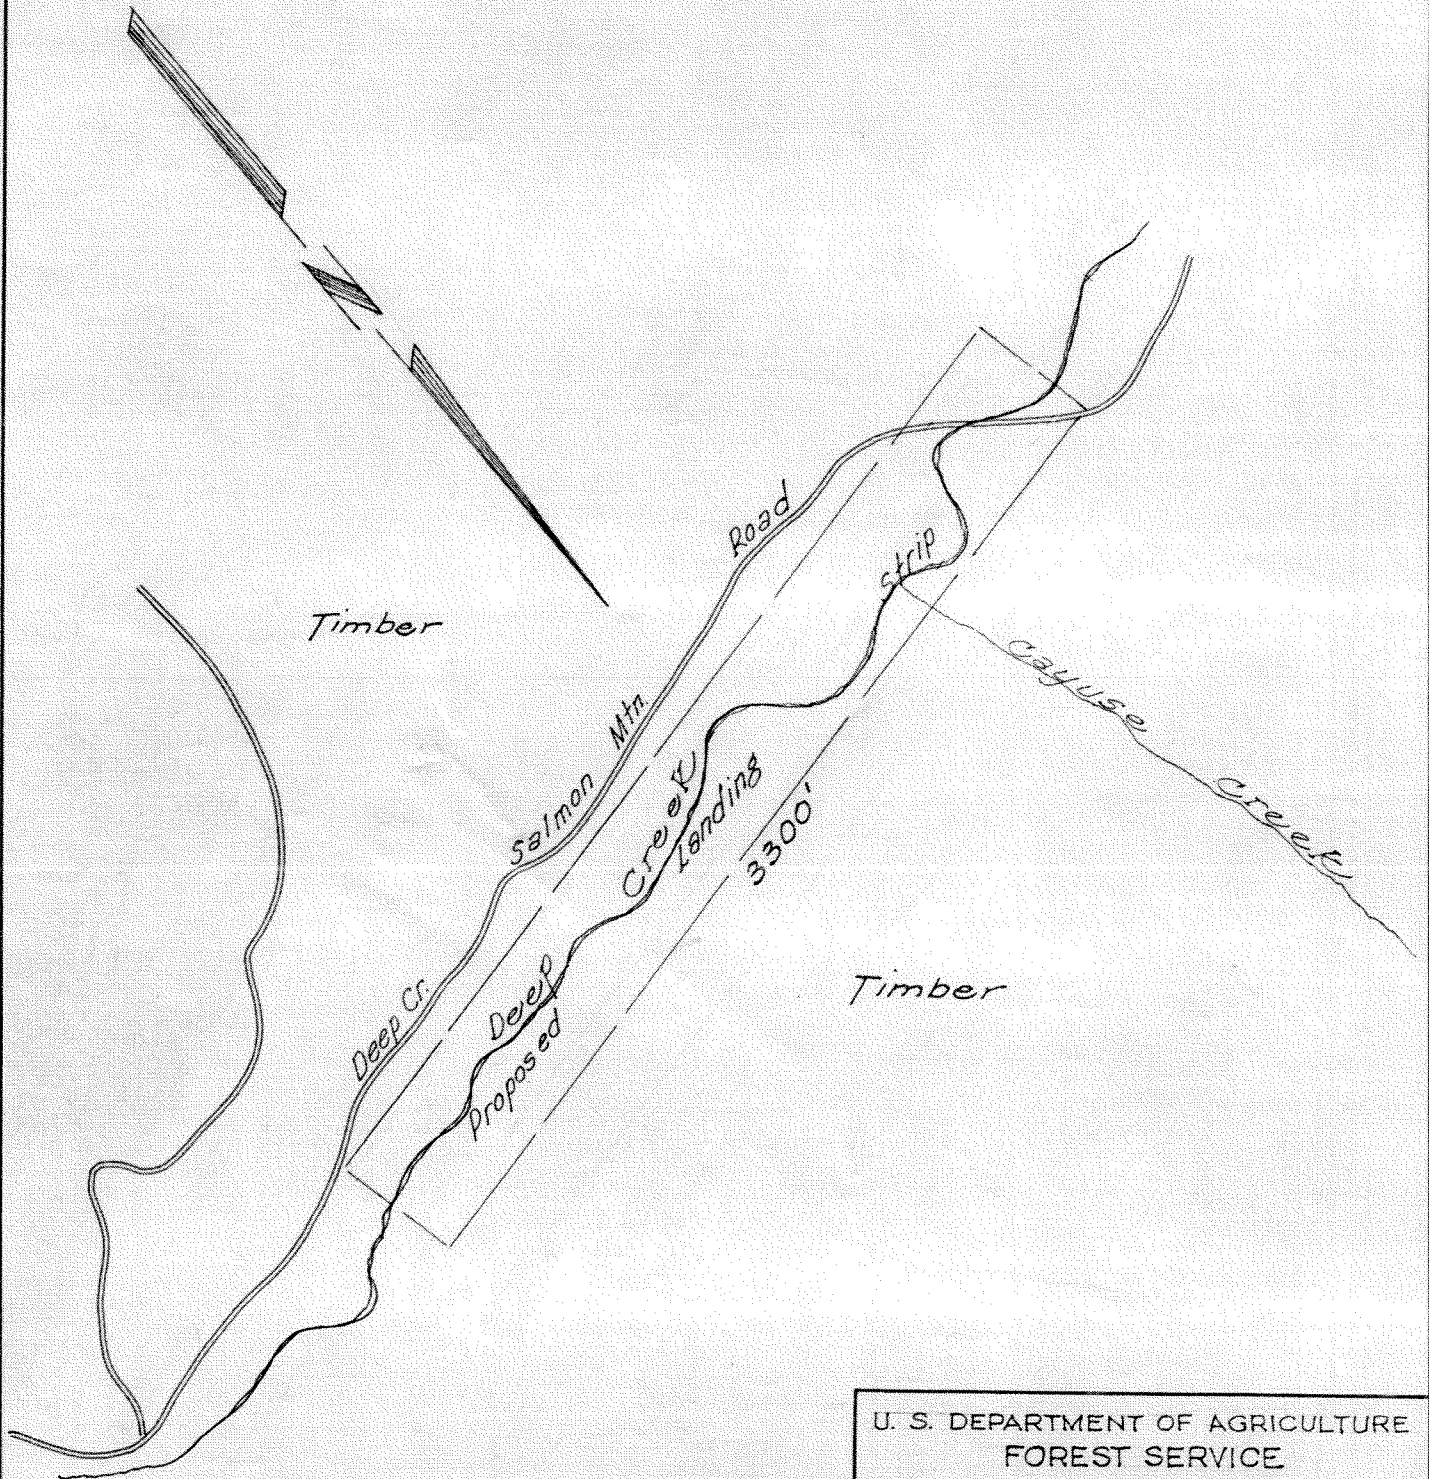 N
Timber
Deep Cr. Salmon Mtn. Road
Deep Creek
Proposed Landing strip
3300'
Cayuse Creek
Timber
U. S. DEPARTMENT OF AGRICULTURE
FOREST SERVICE